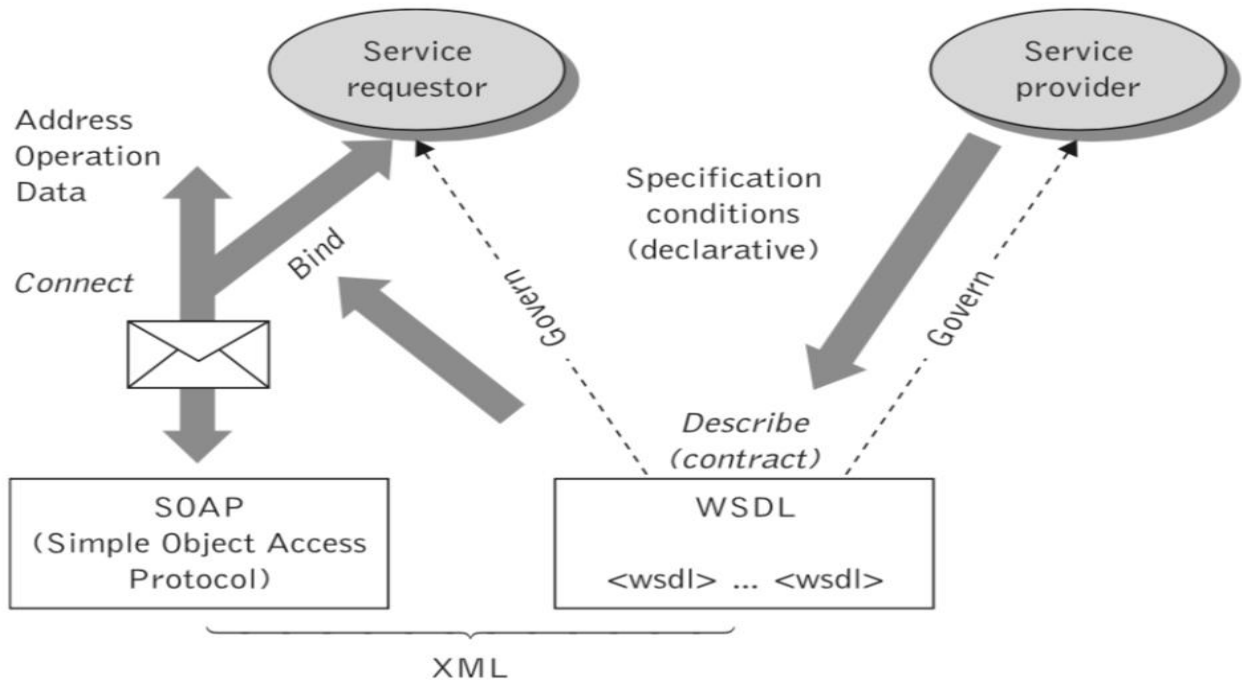 Service
requestor
Service
provider
Address
Operation
Data
Specification
conditions
(declarative)
Connect
Bind
Govern
Govern
Describe
(contract)
SOAP
(Simple Object Access
Protocol)
WSDL
<wsdl> ... <wsdl>
XML